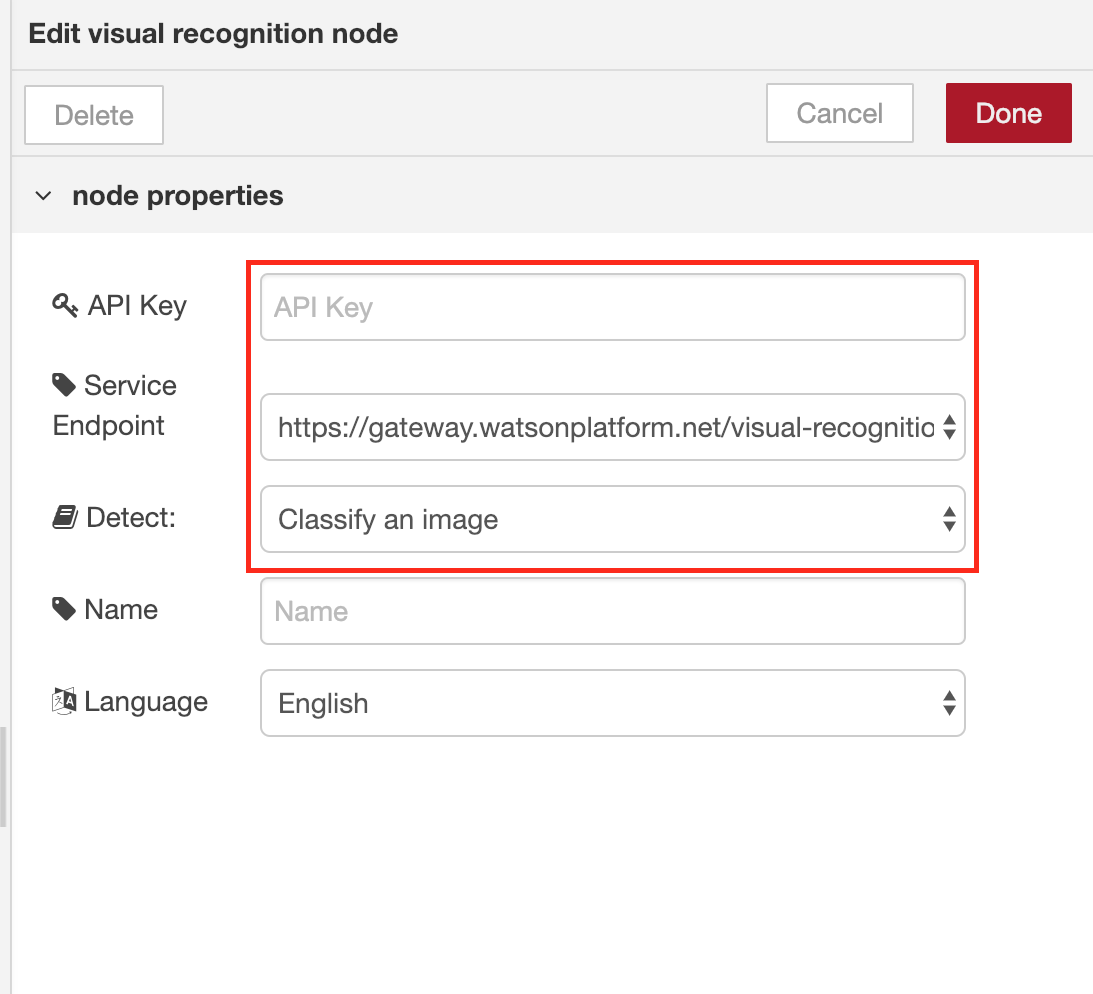 Edit visual recognition node
Delete
Cancel
Done
node properties
API Key
API Key
Service
Endpoint
https://gateway.watsonplatform.net/visual-recognitio
Detect:
Classify an image
Name
Name
Language
English